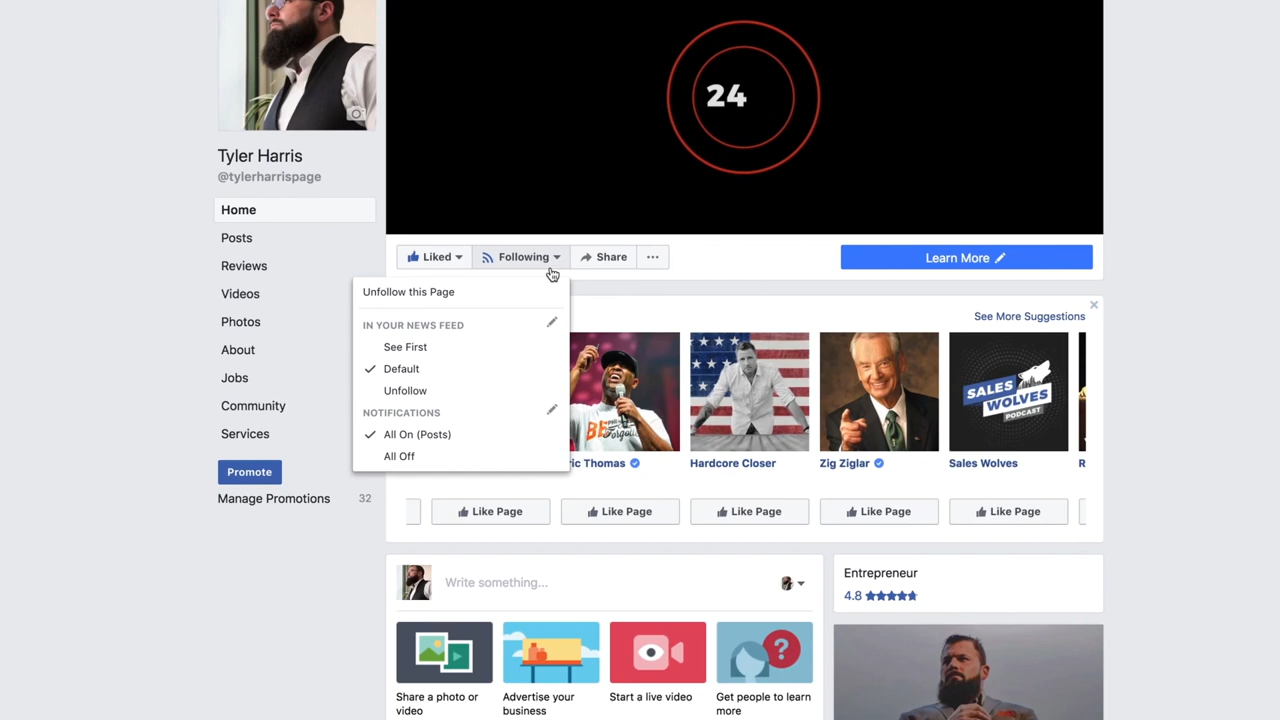 24
Tyler Harris
@tylerharrispage
Home
Posts
Reviews
Videos
Photos
About
Jobs
Community
Services
Promote
Manage Promotions 32
Liked Following Share ...
Learn More
Unfollow this Page
IN YOUR NEWS FEED
See First
Default
Unfollow
NOTIFICATIONS
All On (Posts)
All Off
See More Suggestions
SALES
WOLVES
PODCAST
ric Thomas Hardcore Closer Zig Ziglar Sales Wolves R
Like Page Like Page Like Page Like Page Like Page
Write something...
Share a photo or
video
Advertise your
business
Start a live video
Get people to learn
more
Entrepreneur
4.8